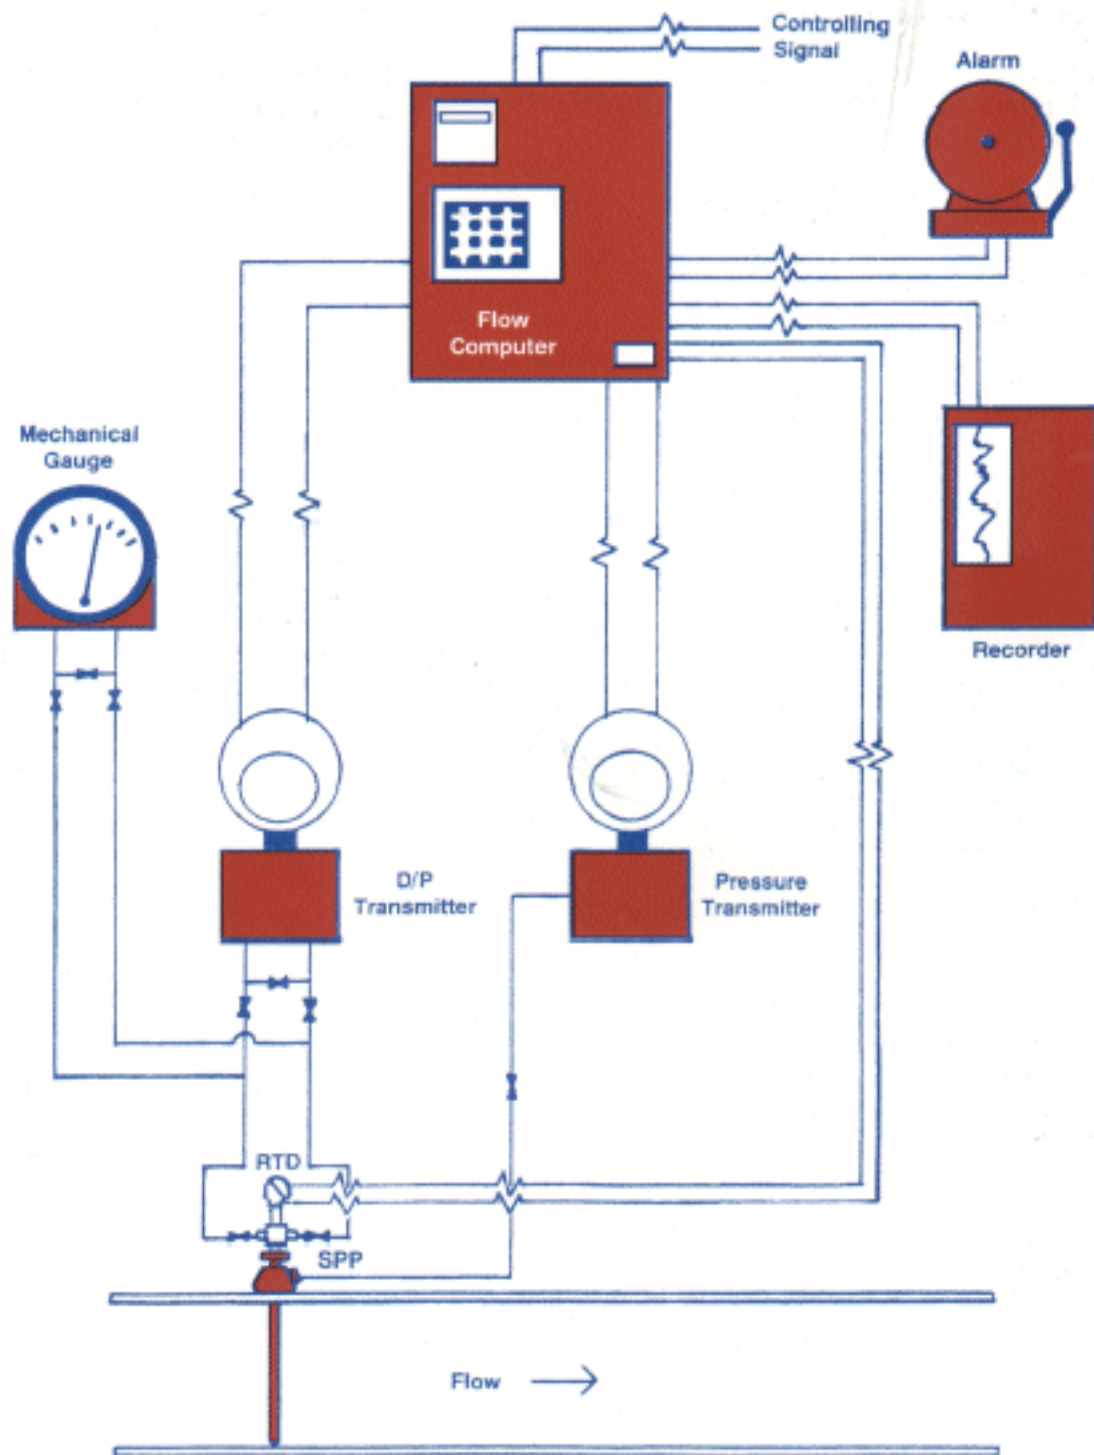 Controlling
Signal
Alarm
Flow
Computer
Mechanical
Gauge
Recorder
D/P
Transmitter
Pressure
Transmitter
RTD
SPP
Flow